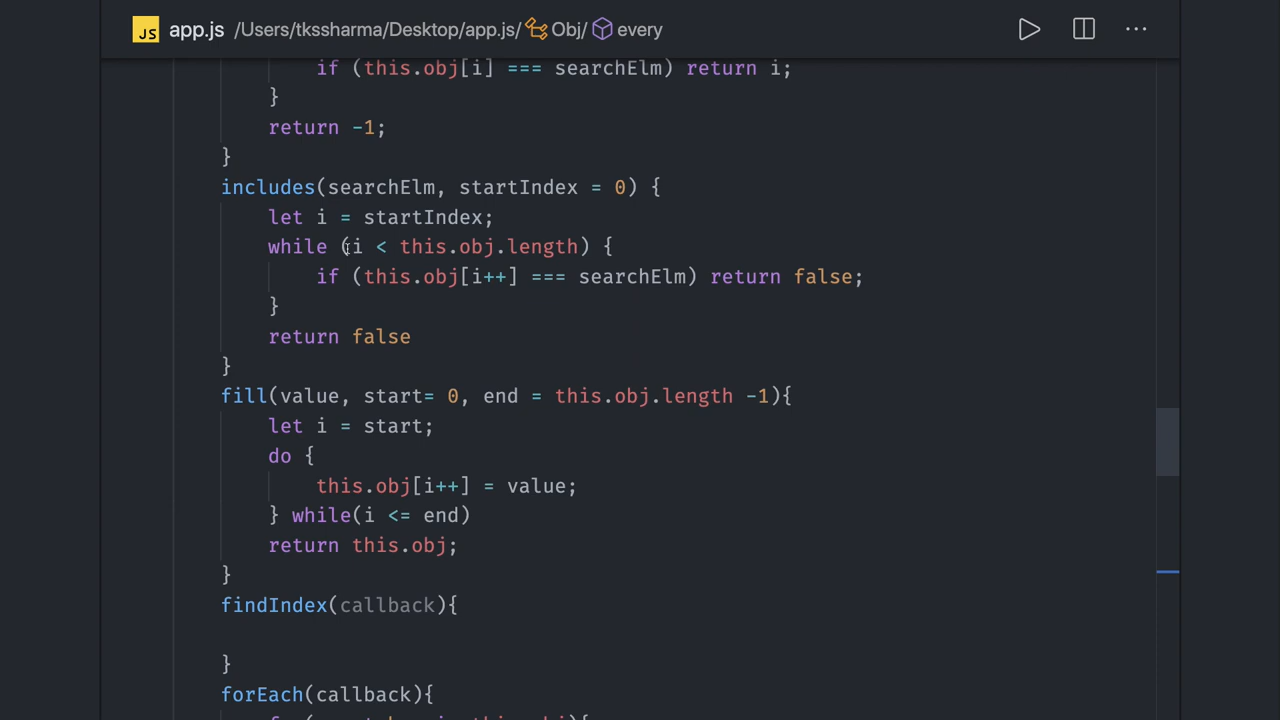 JS app.js /Users/tkssharma/Desktop/app.js/ Obj/ every
if (this.obj[i] === searchElm) return i;
}
return -1;
}
includes(searchElm, startIndex = 0) {
let i = startIndex;
while (i < this.obj.length) {
if (this.obj[i++] === searchElm) return false;
}
return false
}
fill(value, start= 0, end = this.obj.length -1){
let i = start;
do {
this.obj[i++] = value;
} while(i <= end)
return this.obj;
}
findIndex(callback){
}
forEach(callback){